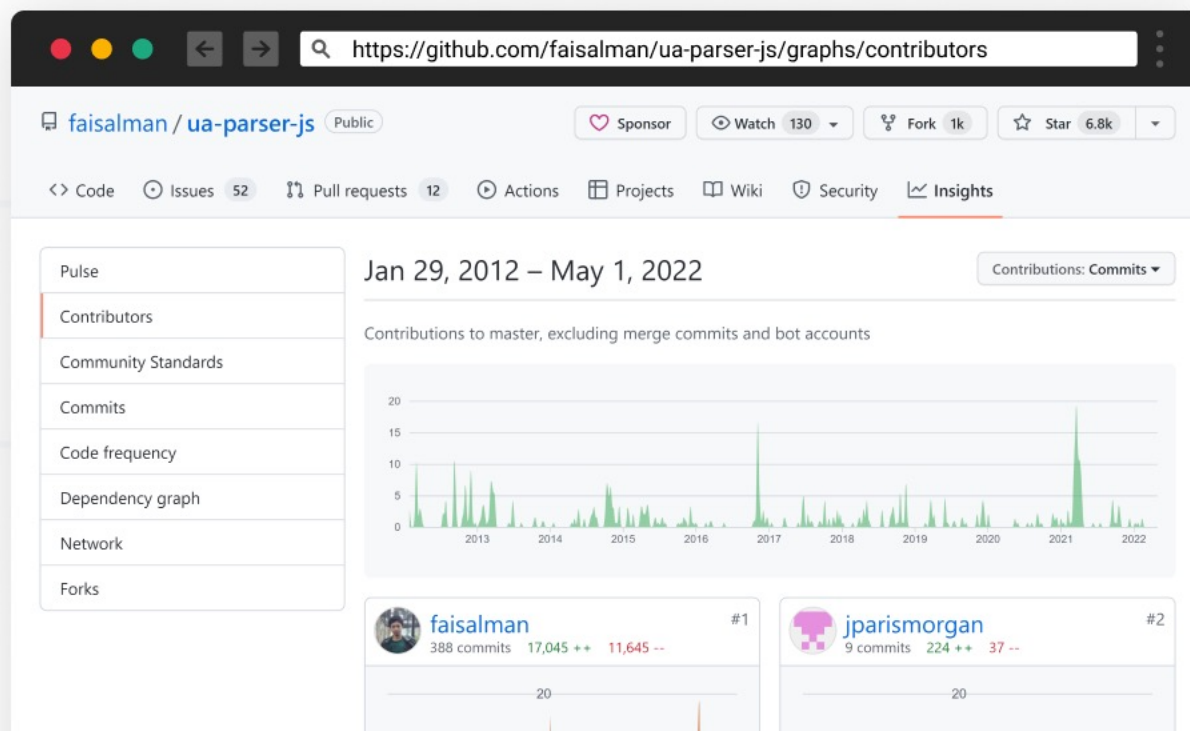 https://github.com/faisalman/ua-parser-js/graphs/contributors
faisalman / ua-parser-js Public
Sponsor Watch 130 Fork 1k Star 6.8k
Code Issues 52 Pull requests 12 Actions Projects Wiki Security Insights
Pulse
Contributors
Community Standards
Commits
Code frequency
Dependency graph
Network
Forks
Jan 29, 2012 – May 1, 2022
Contributions: Commits
Contributions to master, excluding merge commits and bot accounts
20
15
10
5
0
2013 2014 2015 2016 2017 2018 2019 2020 2021 2022
faisalman #1
388 commits 17,045 ++ 11,645 --
20
jparismorgan #2
9 commits 224 ++ 37 --
20